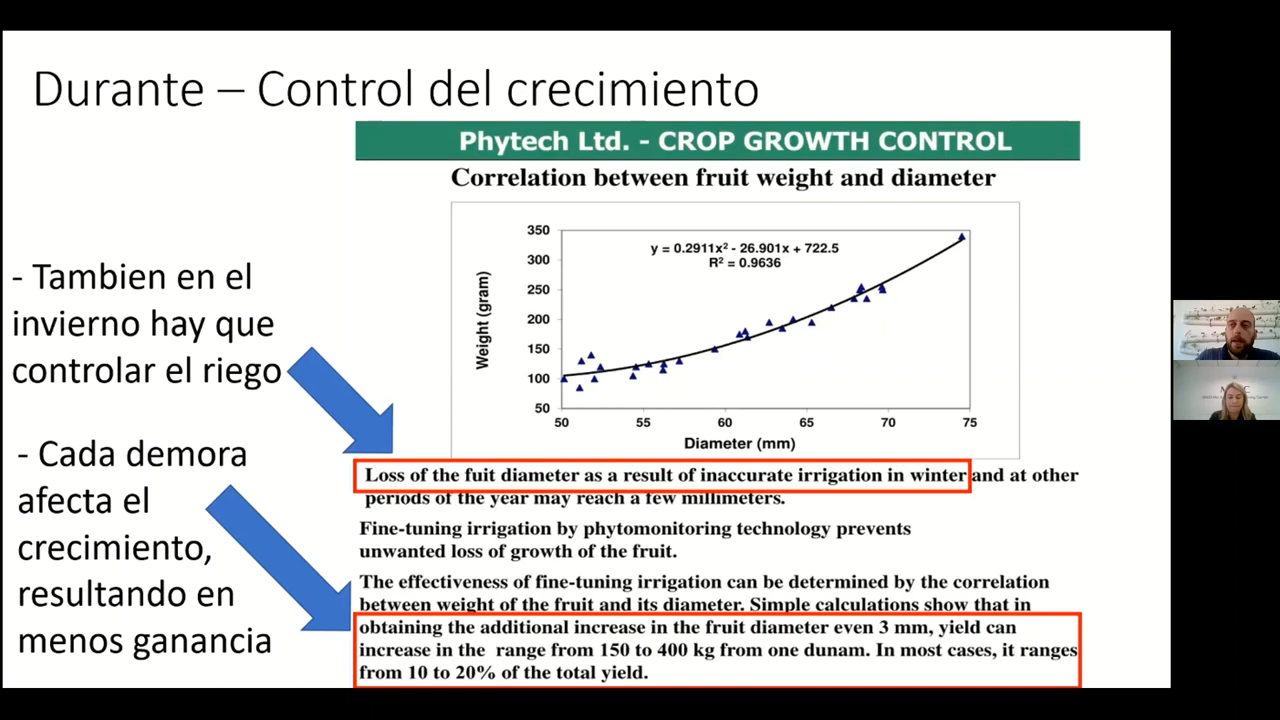 Durante – Control del crecimiento
Phytech Ltd. - CROP GROWTH CONTROL
Correlation between fruit weight and diameter
y = 0.2911x² - 26.901x + 722.5
R² = 0.9636
350
300
250
200
150
100
50
Weight (gram)
50 55 60 65 70 75
Diameter (mm)
- Tambien en el
invierno hay que
controlar el riego
- Cada demora
afecta el
crecimiento,
resultando en
menos ganancia
Loss of the fuit diameter as a result of inaccurate irrigation in winter and at other
periods of the year may reach a few millimeters.
Fine-tuning irrigation by phytomonitoring technology prevents
unwanted loss of growth of the fruit.
The effectiveness of fine-tuning irrigation can be determined by the correlation
between weight of the fruit and its diameter. Simple calculations show that in
obtaining the additional increase in the fruit diameter even 3 mm, yield can
increase in the range from 150 to 400 kg from one dunam. In most cases, it ranges
from 10 to 20% of the total yield.